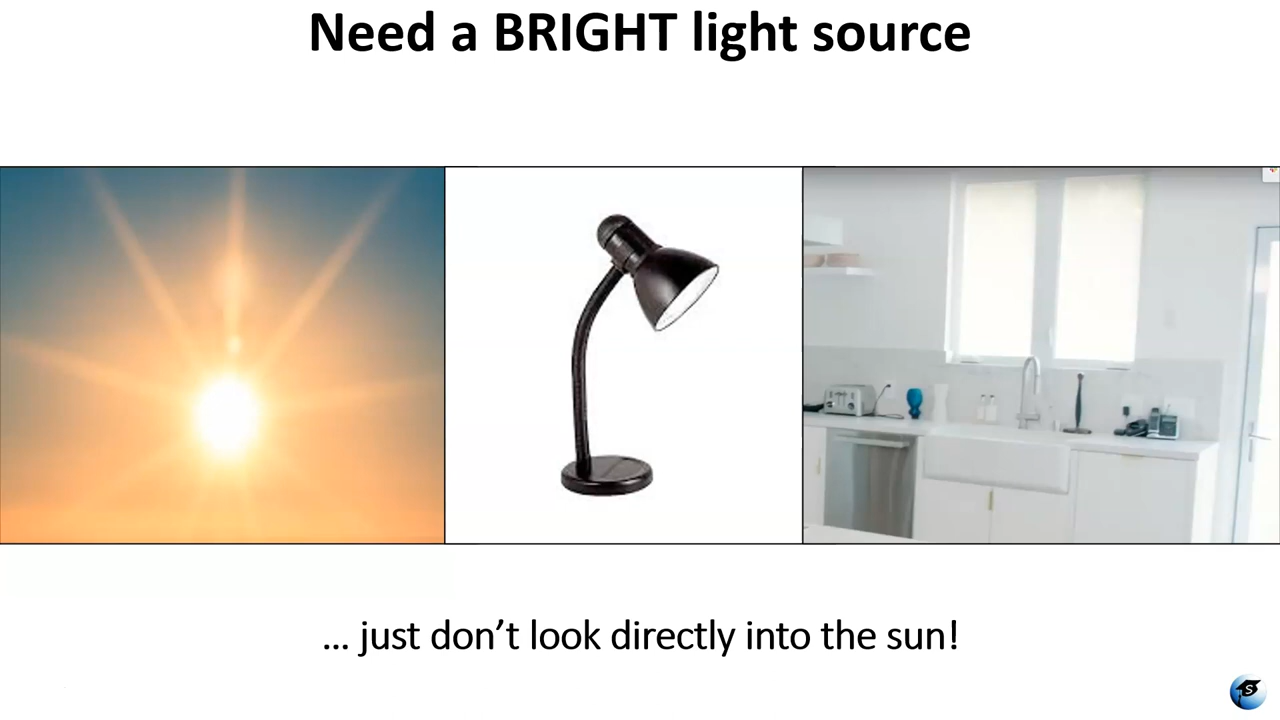 Need a BRIGHT light source
... just don't look directly into the sun!
S